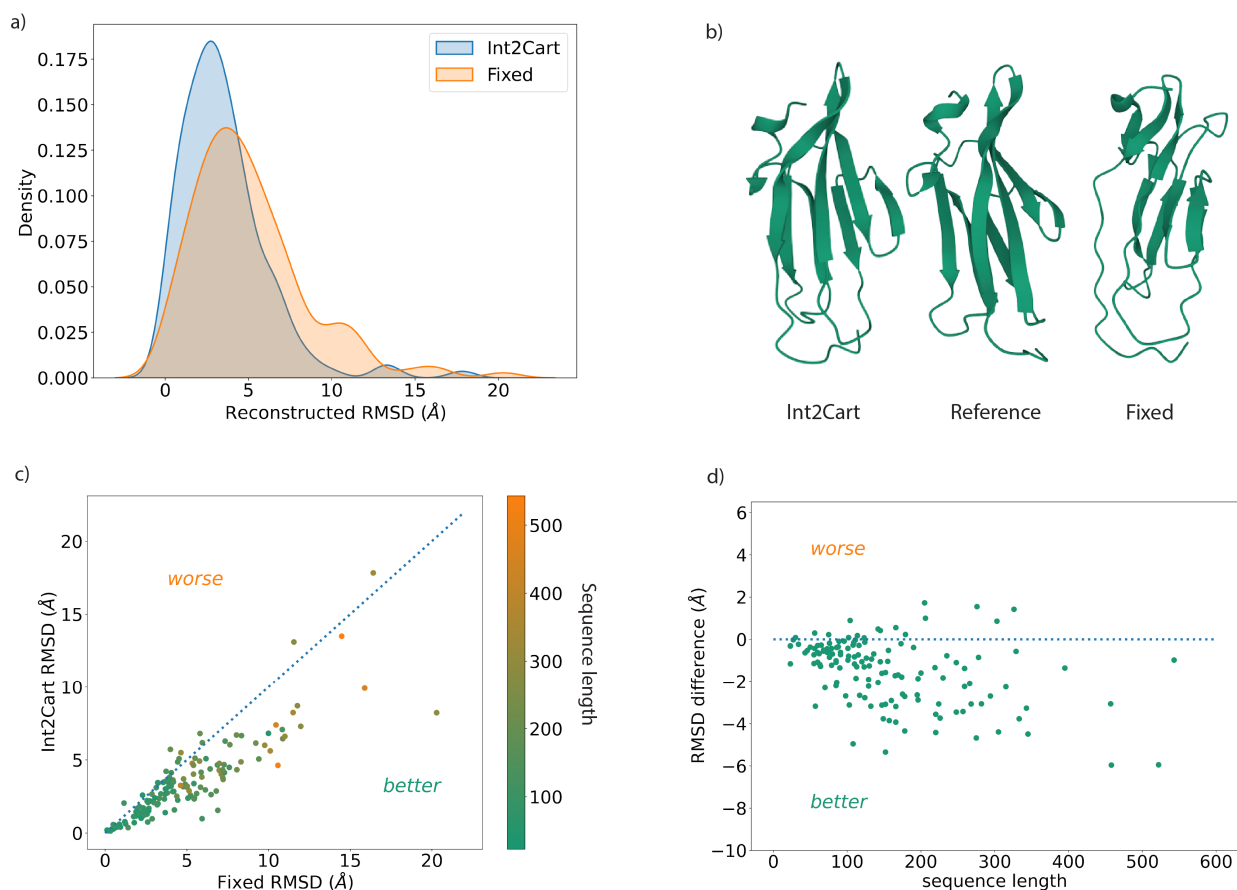 a)
0.175
0.150
0.125
0.100
0.075
0.050
0.025
0.000
Density
Int2Cart
Fixed
0 5 10 15 20
Reconstructed RMSD (Å)
b)
Int2Cart Reference Fixed
c)
20
15
10
5
0
Int2Cart RMSD (Å)
worse
better
0 5 10 15 20
Fixed RMSD (Å)
500
400
300
200
100
Sequence length
d)
6
4
2
0
−2
−4
−6
−8
−10
RMSD difference (Å)
worse
better
0 100 200 300 400 500 600
sequence length